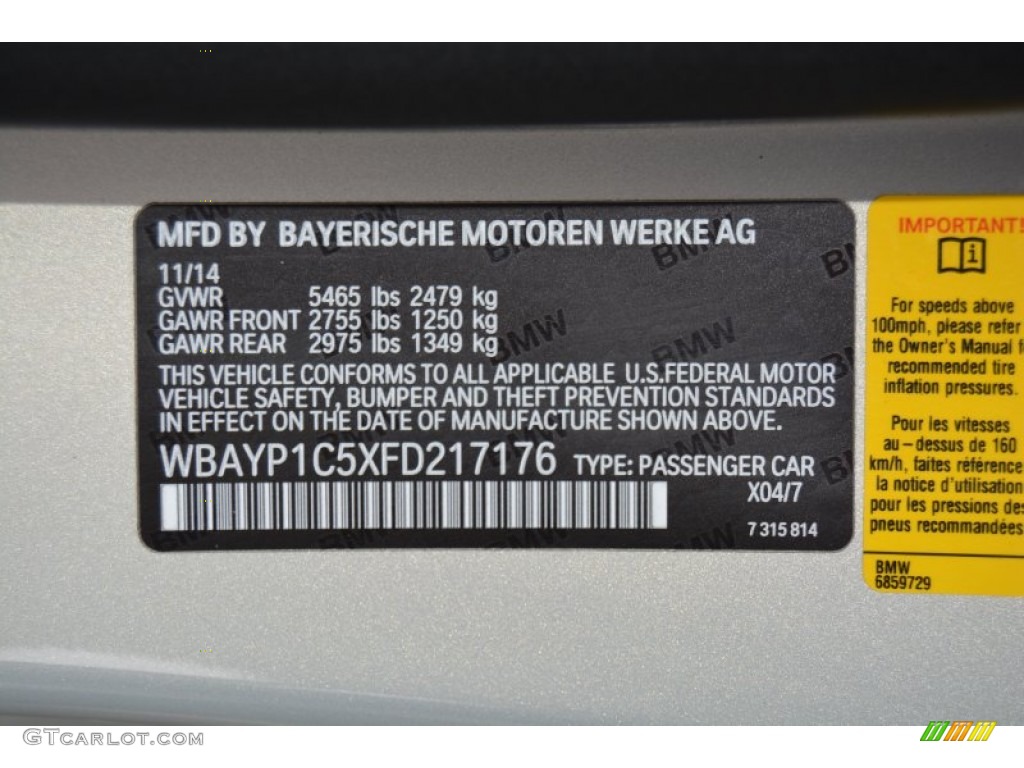 MFD BY BAYERISCHE MOTOREN WERKE AG
11/14
GVWR 5465 lbs 2479 kg
GAWR FRONT 2755 lbs 1250 kg
GAWR REAR 2975 lbs 1349 kg
THIS VEHICLE CONFORMS TO ALL APPLICABLE U.S.FEDERAL MOTOR
VEHICLE SAFETY, BUMPER AND THEFT PREVENTION STANDARDS
IN EFFECT ON THE DATE OF MANUFACTURE SHOWN ABOVE.
WBAYP1C5XFD217176 TYPE: PASSENGER CAR
X04/7
7 315 814
IMPORTANT!
For speeds above
100mph, please refer
the Owner's Manual
recommended tire
inflation pressures.
Pour les vitesses
au-dessus de 160
km/h, faites référence
la notice d'utilisation
pour les pressions des
pneus recommandées.
BMW
6859729
GTCARLOT.COM